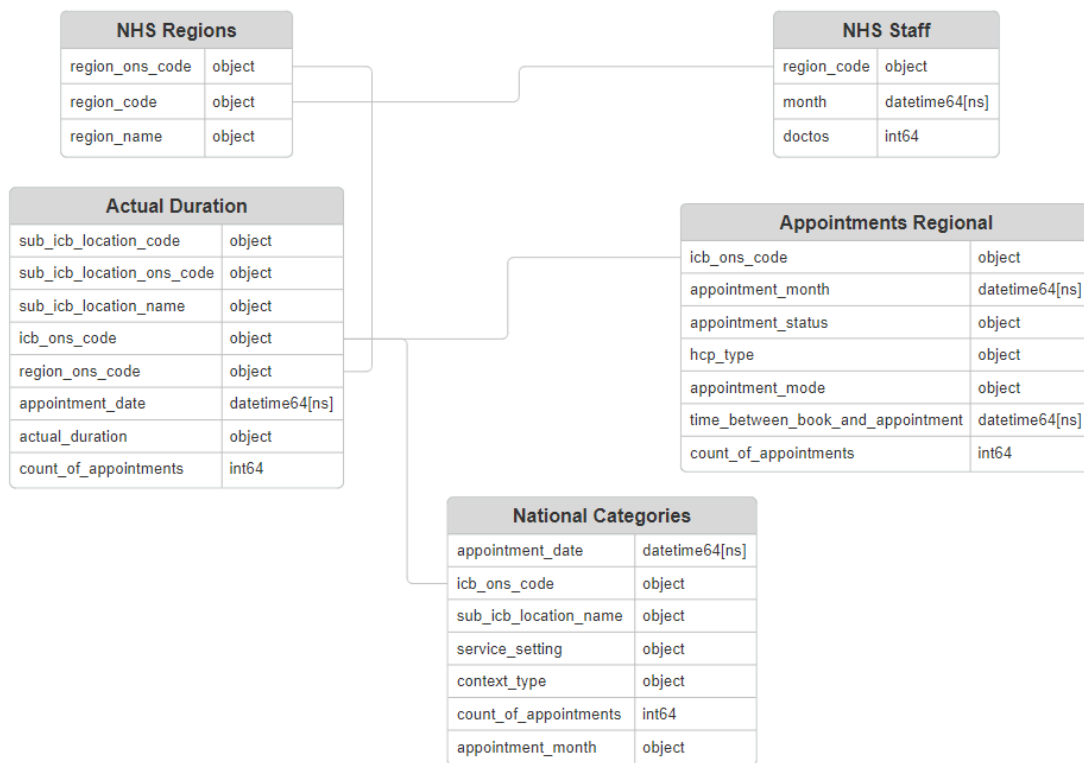 NHS Regions
region_ons_code object
region_code object
region_name object
NHS Staff
region_code object
month datetime64[ns]
doctos int64
Actual Duration
sub_icb_location_code object
sub_icb_location_ons_code object
sub_icb_location_name object
icb_ons_code object
region_ons_code object
appointment_date datetime64[ns]
actual_duration object
count_of_appointments int64
Appointments Regional
icb_ons_code object
appointment_month datetime64[ns]
appointment_status object
hcp_type object
appointment_mode object
time_between_book_and_appointment datetime64[ns]
count_of_appointments int64
National Categories
appointment_date datetime64[ns]
icb_ons_code object
sub_icb_location_name object
service_setting object
context_type object
count_of_appointments int64
appointment_month object